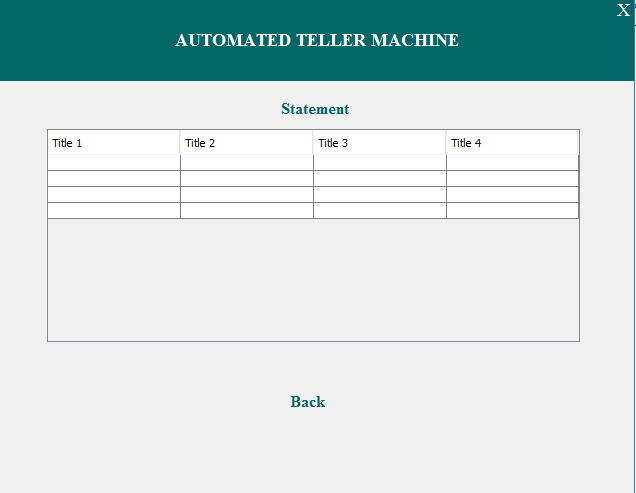 X
AUTOMATED TELLER MACHINE
Statement
Title 1 Title 2 Title 3 Title 4
Back